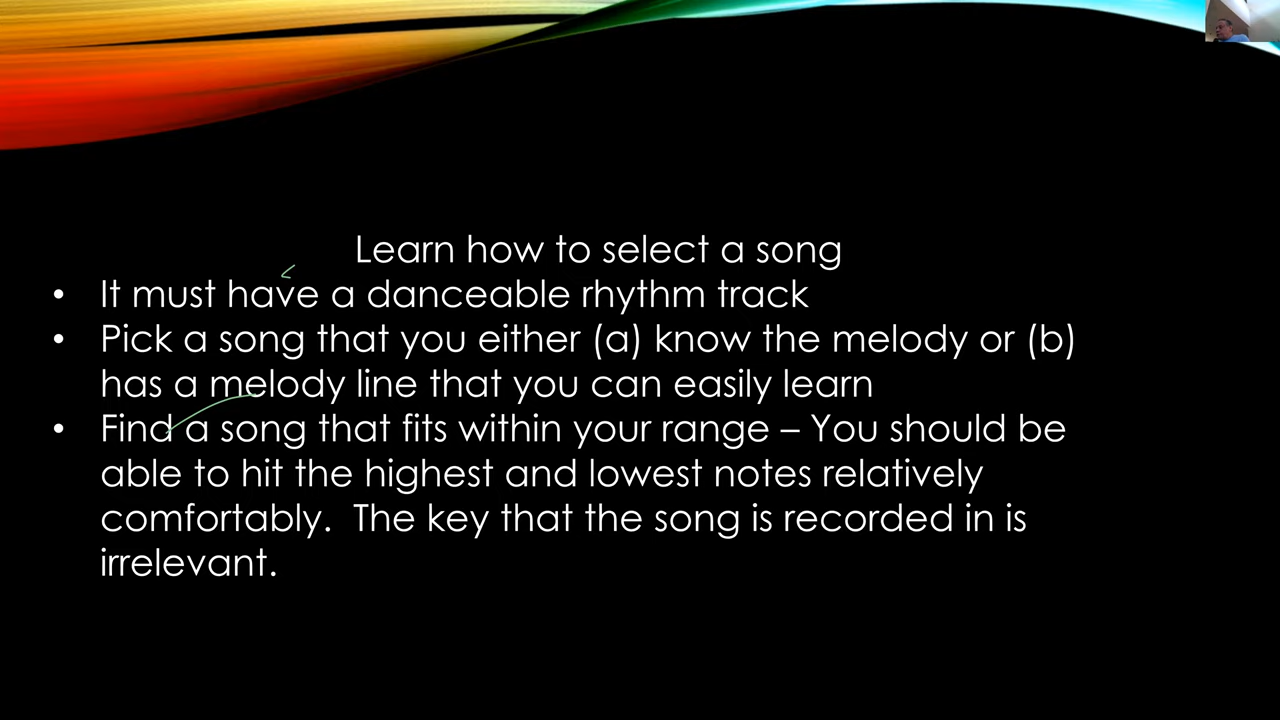 Learn how to select a song
• It must have a danceable rhythm track
• Pick a song that you either (a) know the melody or (b)
has a melody line that you can easily learn
• Find a song that fits within your range – You should be
able to hit the highest and lowest notes relatively
comfortably.  The key that the song is recorded in is
irrelevant.